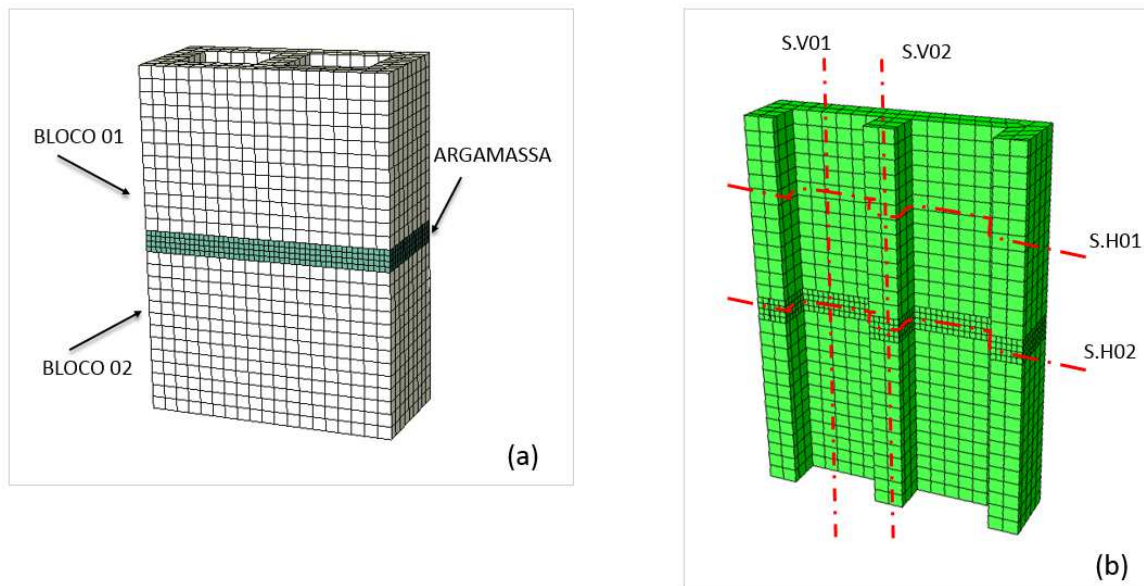 BLOCO 01
ARGAMASSA
BLOCO 02
(a)
S.V01
S.V02
S.H01
S.H02
(b)